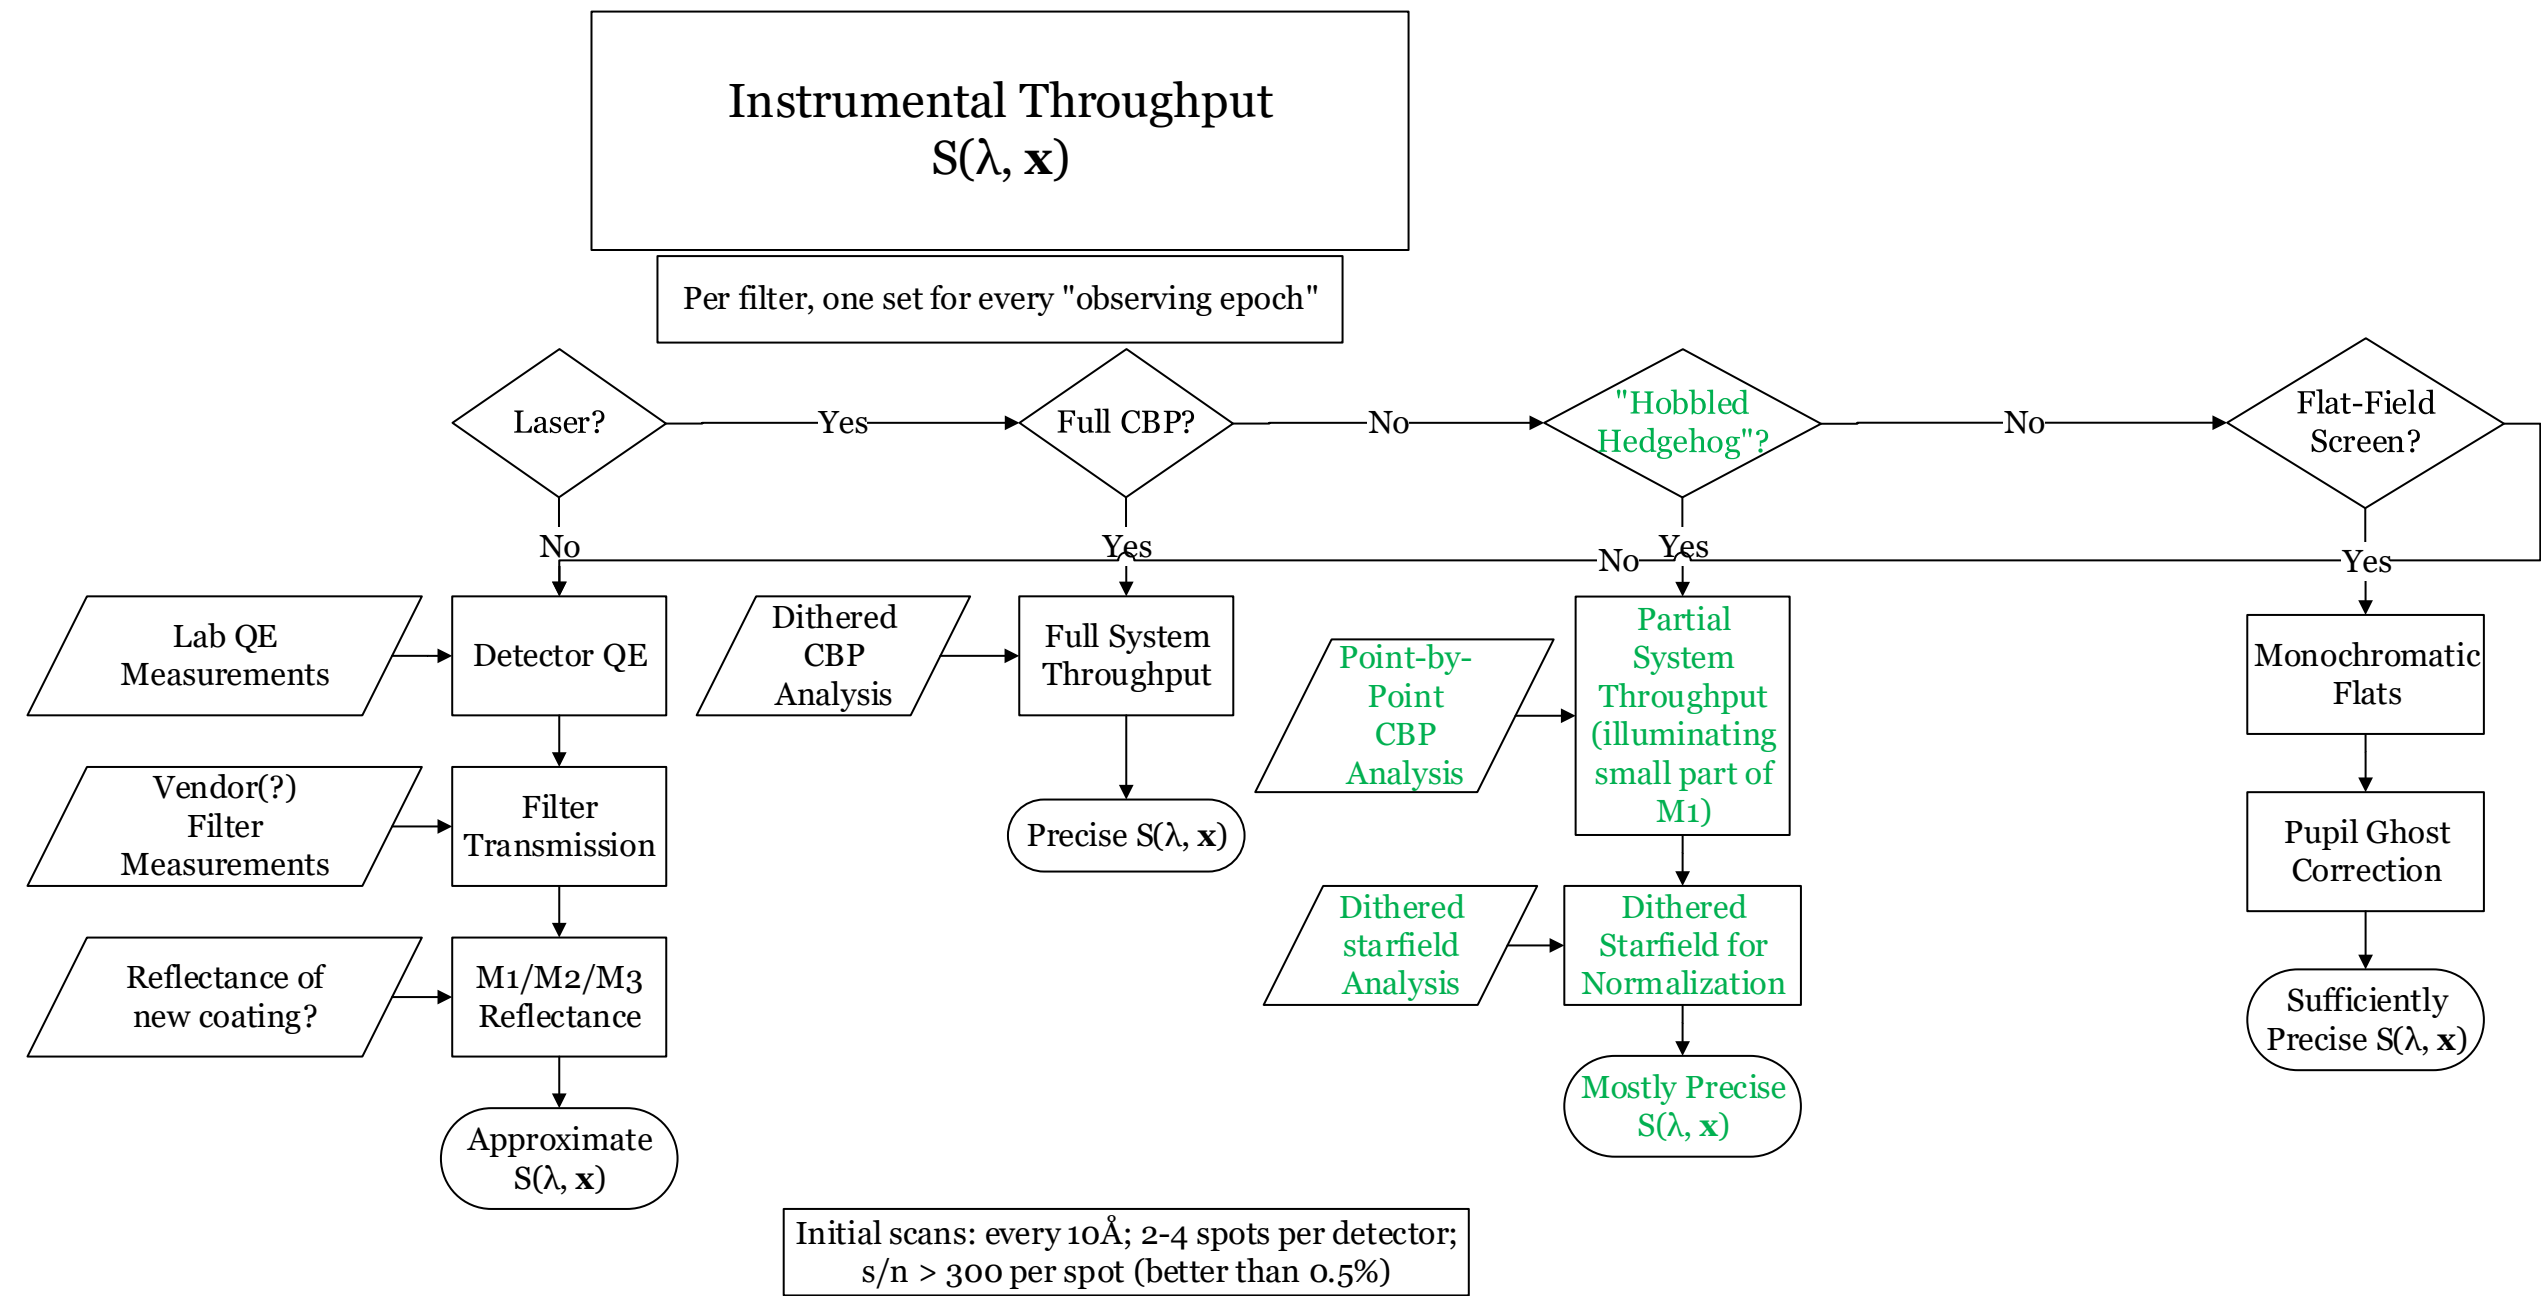 Instrumental Throughput
S(λ, x)
Per filter, one set for every "observing epoch"
Laser?
Yes
Full CBP?
No
"Hobbled
Hedgehog"?
No
Flat-Field
Screen?
No
Yes
No
Yes
Yes
Lab QE
Measurements
Detector QE
Dithered
CBP
Analysis
Full System
Throughput
Point-by-
Point
CBP
Analysis
Partial
System
Throughput
(illuminating
small part of
M1)
Monochromatic
Flats
Vendor(?)
Filter
Measurements
Filter
Transmission
Precise S(λ, x)
Pupil Ghost
Correction
Reflectance of
new coating?
M1/M2/M3
Reflectance
Dithered
starfield
Analysis
Dithered
Starfield for
Normalization
Sufficiently
Precise S(λ, x)
Approximate
S(λ, x)
Mostly Precise
S(λ, x)
Initial scans: every 10Å; 2-4 spots per detector;
s/n > 300 per spot (better than 0.5%)